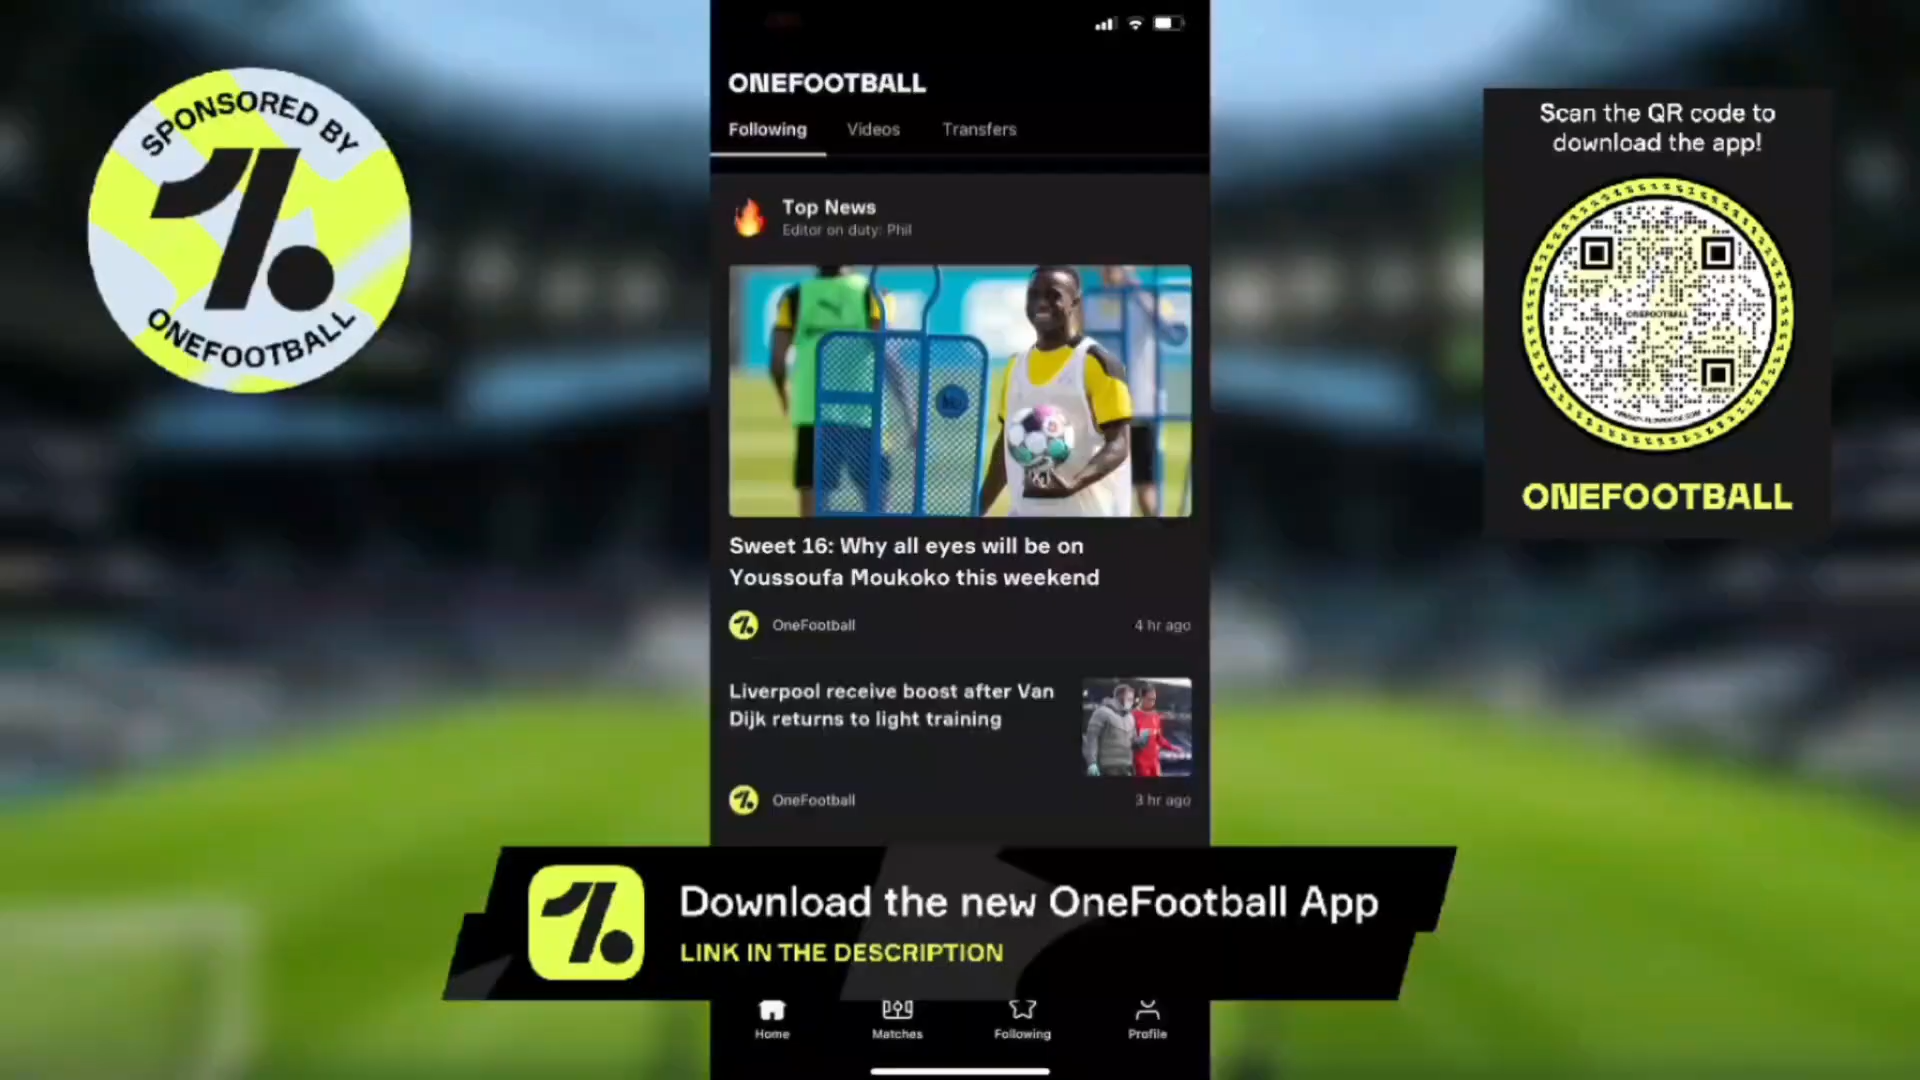 SPONSORED BY
ONEFOOTBALL
ONEFOOTBALL
Following Videos Transfers
Top News
Editor on duty: Phil
Sweet 16: Why all eyes will be on
Youssoufa Moukoko this weekend
OneFootball 4 hr ago
Liverpool receive boost after Van
Dijk returns to light training
OneFootball 3 hr ago
Scan the QR code to
download the app!
ONEFOOTBALL
ONEFOOTBALL
Download the new OneFootball App
LINK IN THE DESCRIPTION
Home Matches Following Profile